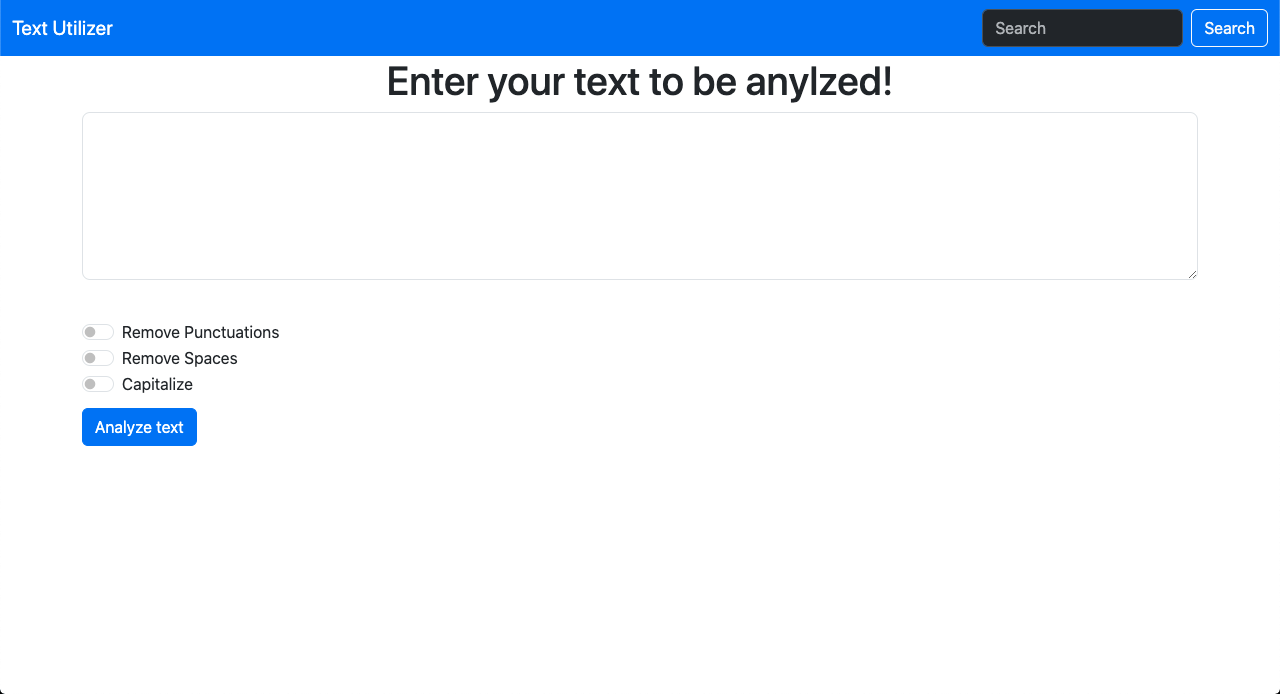 Text Utilizer
Search
Search
Enter your text to be anylzed!
Remove Punctuations
Remove Spaces
Capitalize
Analyze text